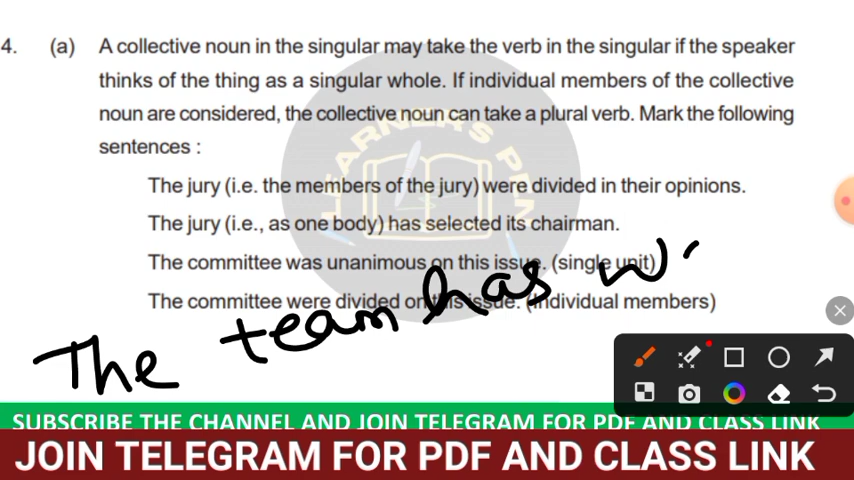 4. (a) A collective noun in the singular may take the verb in the singular if the speaker
thinks of the thing as a singular whole. If individual members of the collective
noun are considered, the collective noun can take a plural verb. Mark the following
sentences :
The jury (i.e. the members of the jury) were divided in their opinions.
The jury (i.e., as one body) has selected its chairman.
The committee was unanimous on this issue. (single unit)
The committee were divided on this issue. (Individual members)
The team has
LEARNER'S PEN
SUBSCRIBE THE CHANNEL AND JOIN TELEGRAM FOR PDF AND CLASS LINK
JOIN TELEGRAM FOR PDF AND CLASS LINK